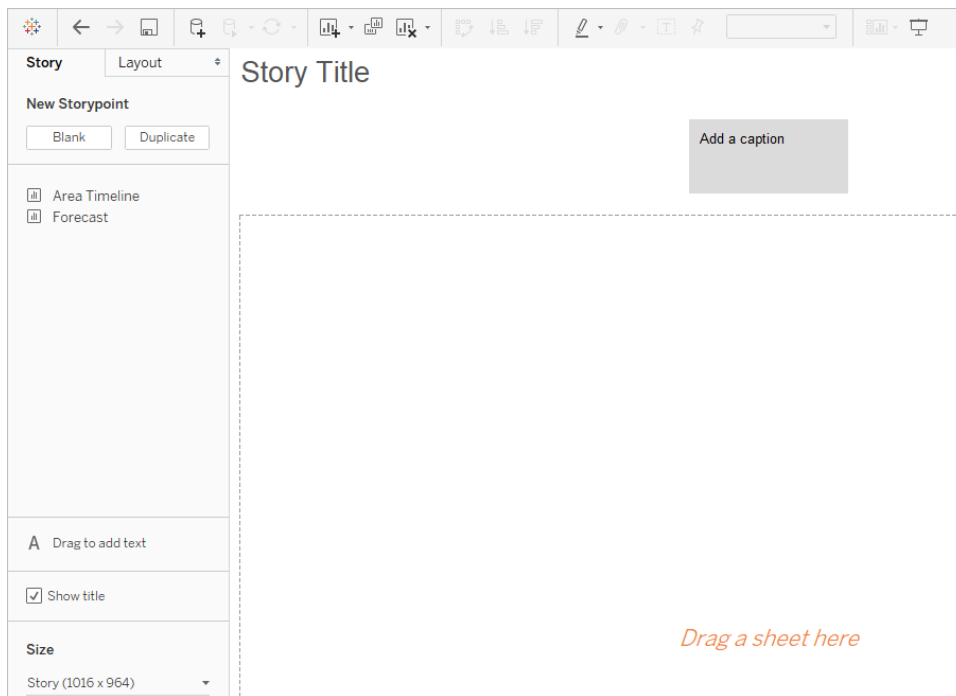 Story Layout
Story Title
New Storypoint
Blank Duplicate
Add a caption
Area Timeline
Forecast
A Drag to add text
Show title
Drag a sheet here
Size
Story (1016 x 964)